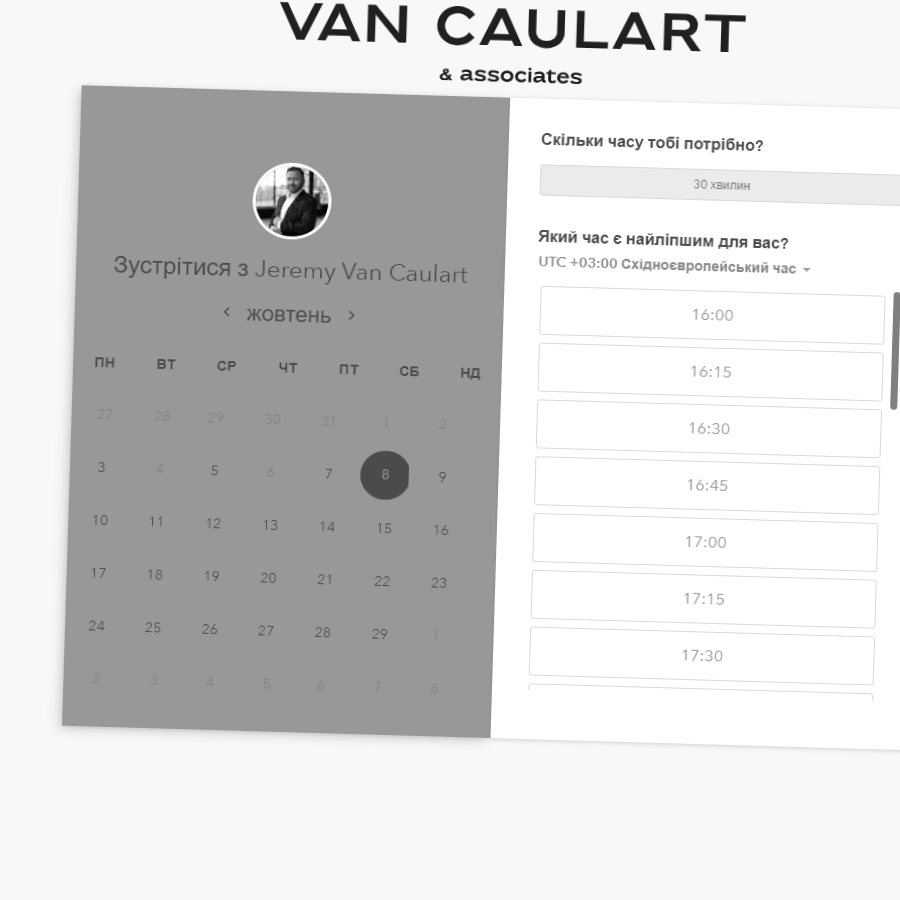 VAN CAULART
& associates
Зустрітися з Jeremy Van Caulart
жовтень
ПН ВТ СР ЧТ ПТ СБ НД
27 28 29 30 31 1 2
3 4 5 6 7 8 9
10 11 12 13 14 15 16
17 18 19 20 21 22 23
24 25 26 27 28 29 1
2 3 4 5 6 7 8
Скільки часу тобі потрібно?
30 хвилин
Який час є найліпшим для вас?
UTC +03:00 Східноєвропейський час
16:00
16:15
16:30
16:45
17:00
17:15
17:30